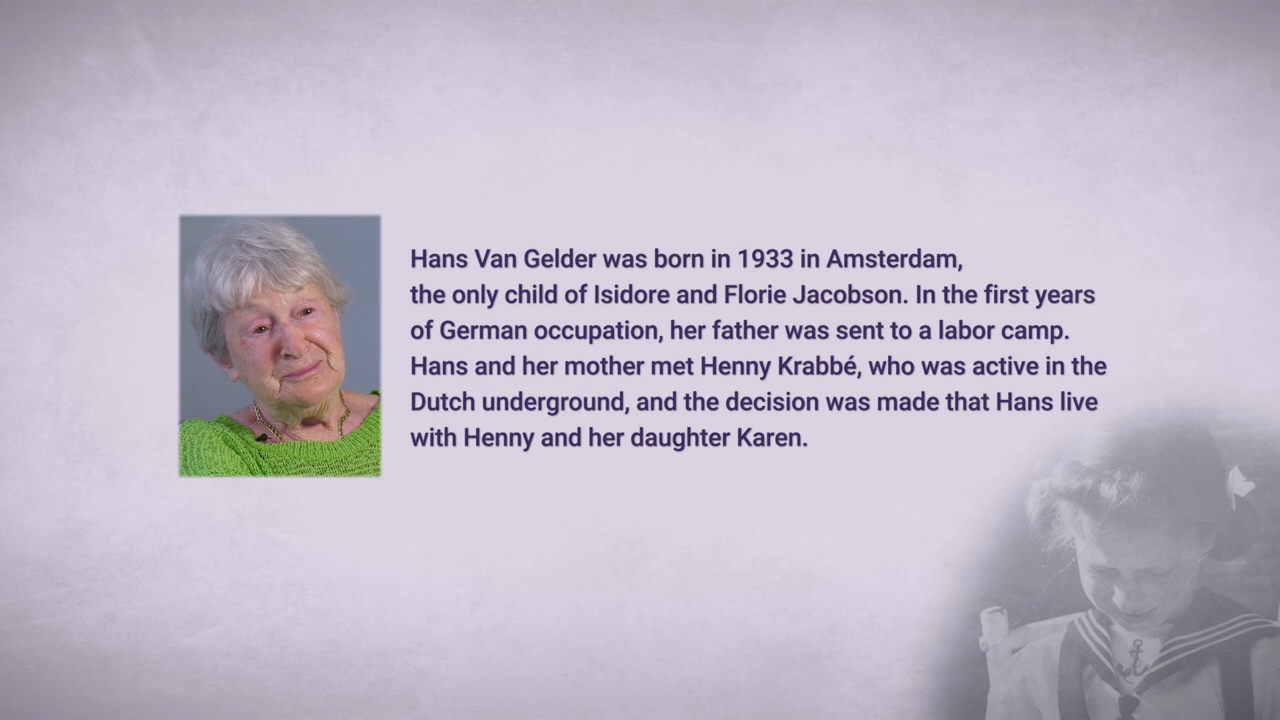 Hans Van Gelder was born in 1933 in Amsterdam,
the only child of Isidore and Florie Jacobson. In the first years
of German occupation, her father was sent to a labor camp.
Hans and her mother met Henny Krabbé, who was active in the
Dutch underground, and the decision was made that Hans live
with Henny and her daughter Karen.